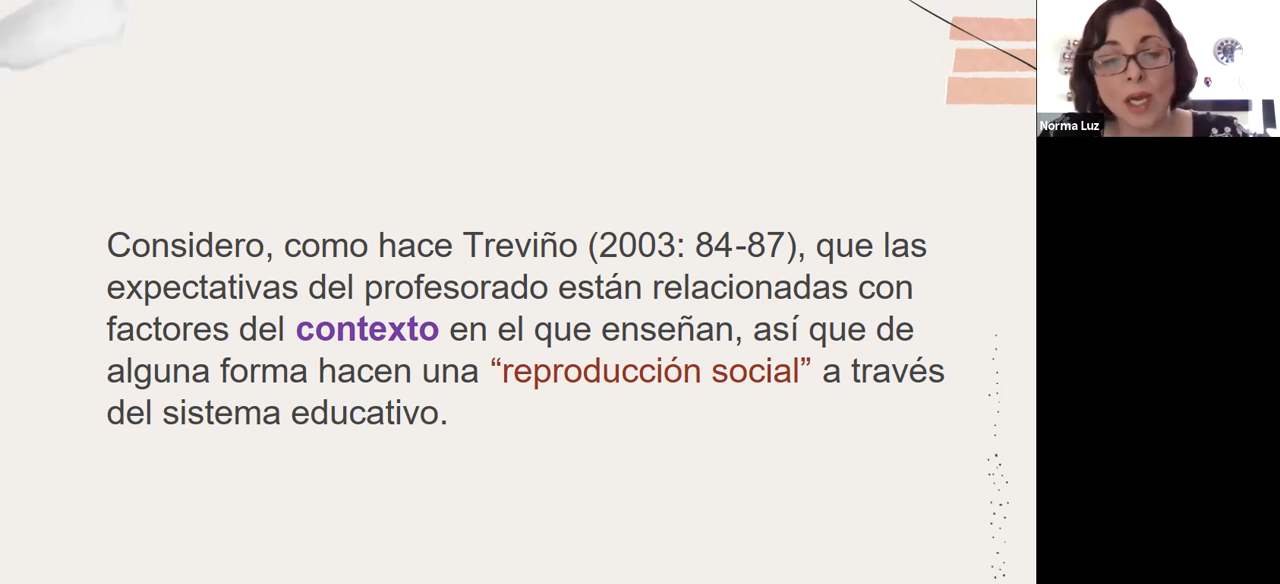 Considero, como hace Treviño (2003: 84-87), que las
expectativas del profesorado están relacionadas con
factores del contexto en el que enseñan, así que de
alguna forma hacen una “reproducción social” a través
del sistema educativo.
Norma Luz